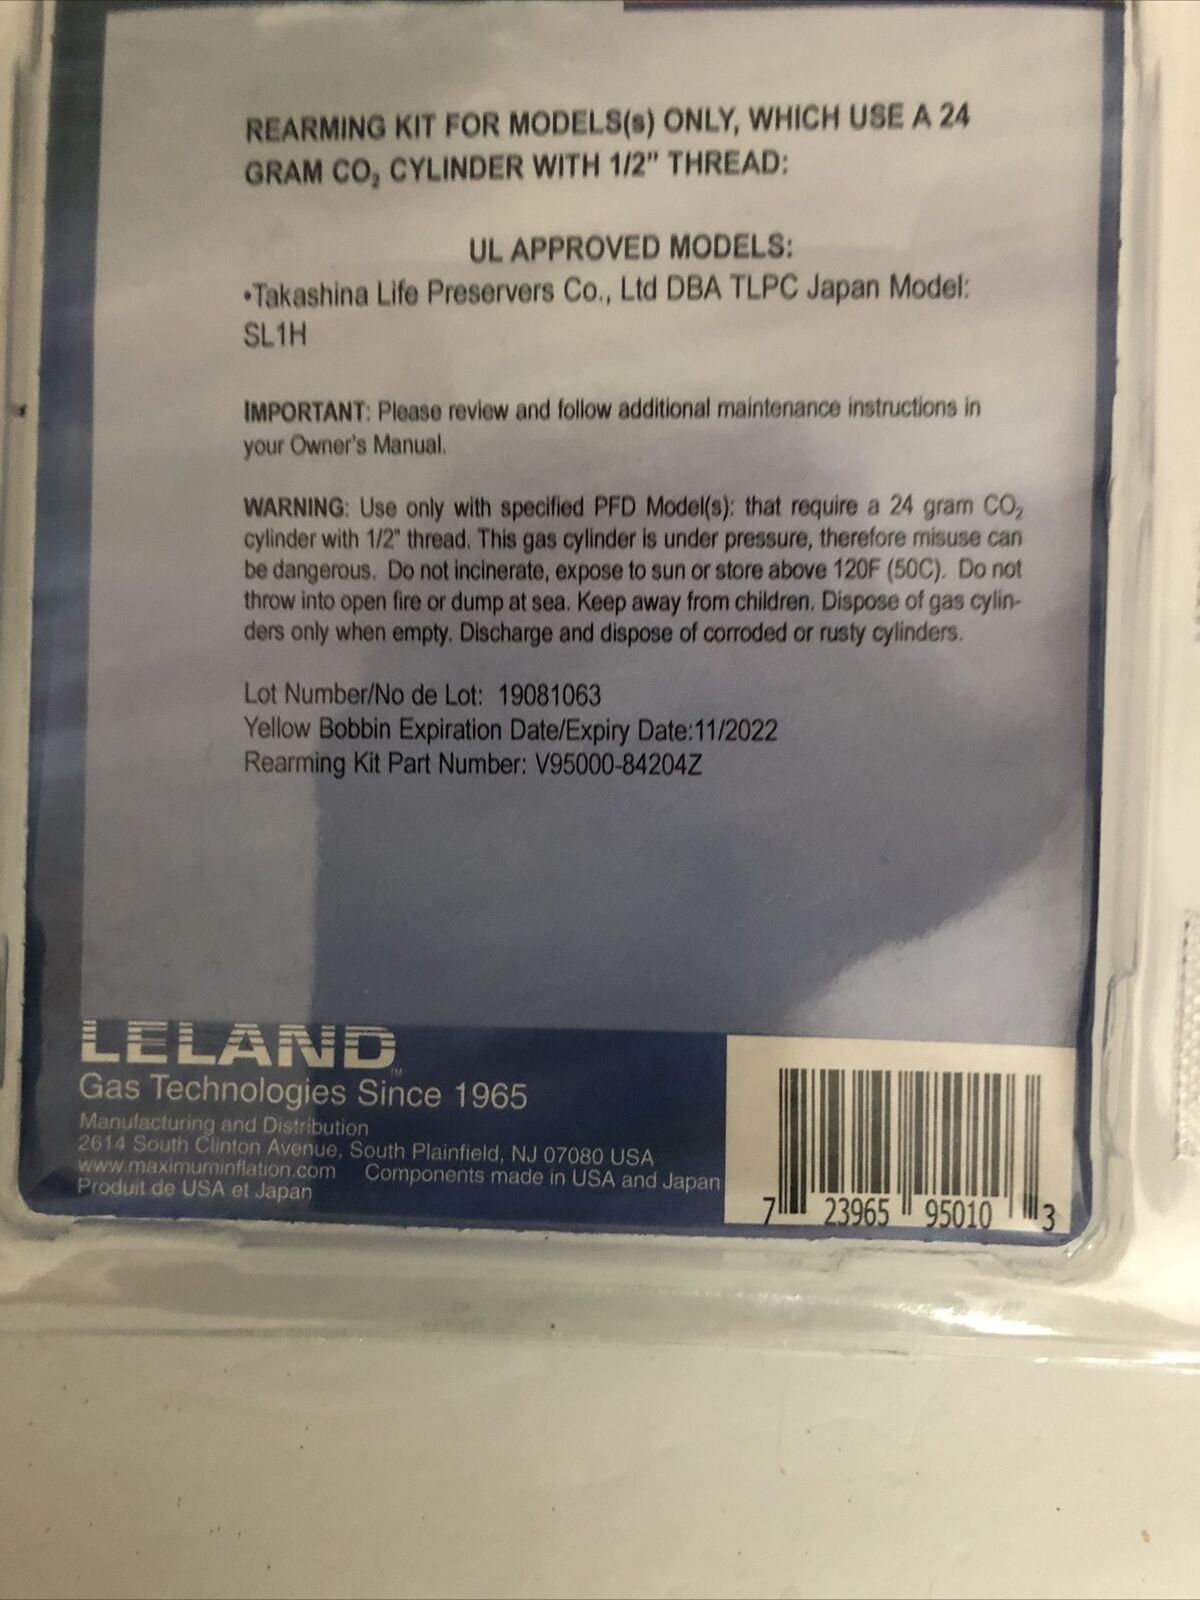 REARMING KIT FOR MODELS(s) ONLY, WHICH USE A 24
GRAM CO₂ CYLINDER WITH 1/2" THREAD:
UL APPROVED MODELS:
•Takashina Life Preservers Co., Ltd DBA TLPC Japan Model:
SL1H
IMPORTANT: Please review and follow additional maintenance instructions in
your Owner's Manual.
WARNING: Use only with specified PFD Model(s): that require a 24 gram CO₂
cylinder with 1/2" thread. This gas cylinder is under pressure, therefore misuse can
be dangerous. Do not incinerate, expose to sun or store above 120F (50C). Do not
throw into open fire or dump at sea. Keep away from children. Dispose of gas cylin-
ders only when empty. Discharge and dispose of corroded or rusty cylinders.
Lot Number/No de Lot: 19081063
Yellow Bobbin Expiration Date/Expiry Date:11/2022
Rearming Kit Part Number: V95000-84204Z
LELAND™
Gas Technologies Since 1965
Manufacturing and Distribution
2614 South Clinton Avenue, South Plainfield, NJ 07080 USA
www.maximuminflation.com Components made in USA and Japan
Produit de USA et Japan
7 23965 95010 3